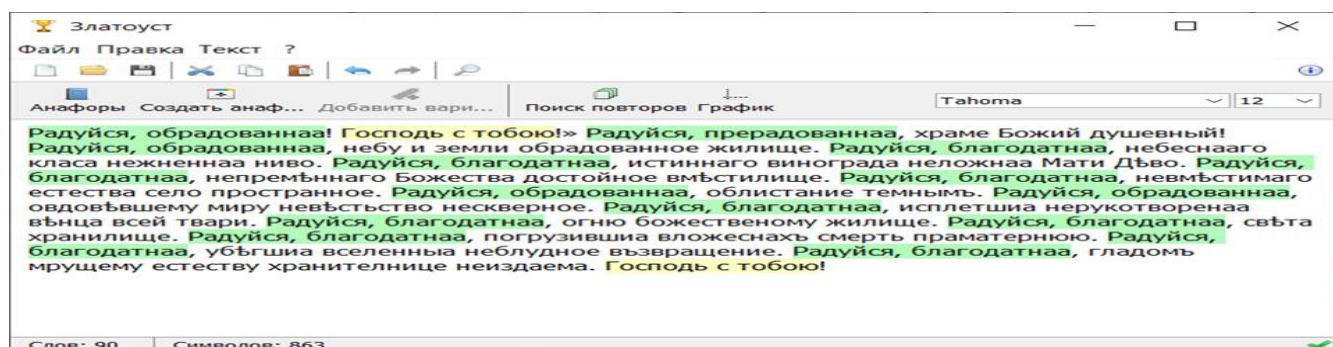 Златоуст
Файл Правка Текст ?
Анафоры Создать анаф... Добавить вари... Поиск повторов График Tahoma 12
Радуйся, обрадованнаа! Господь с тобою!» Радуйся, прерадованнаа, храме Божий душевный!
Радуйся, обрадованнаа, небу и земли обрадованное жилище. Радуйся, благодатнаа, небеснааго
класа нежненнаа ниво. Радуйся, благодатнаа, истиннаго винограда неложнаа Мати Дѣво. Радуйся,
благодатнаа, непремѣннаго Божества достойное вмѣстилище. Радуйся, благодатнаа, невмѣстимаго
естества село пространное. Радуйся, обрадованнаа, облистание темнымъ. Радуйся, обрадованнаа,
овдовѣвшему миру невѣстьство нескверное. Радуйся, благодатнаа, исплетшиа нерукотворенаа
вѣнца всей твари. Радуйся, благодатнаа, огню божественому жилище. Радуйся, благодатнаа, свѣта
хранилище. Радуйся, благодатнаа, погрузившиа вложеснахъ смерть праматернюю. Радуйся,
благодатнаа, убѣгшиа вселенныа неблудное възвращение. Радуйся, благодатнаа, гладомъ
мрущему естеству хранителнице неиздаема. Господь с тобою!
Слов: 90 Символов: 863